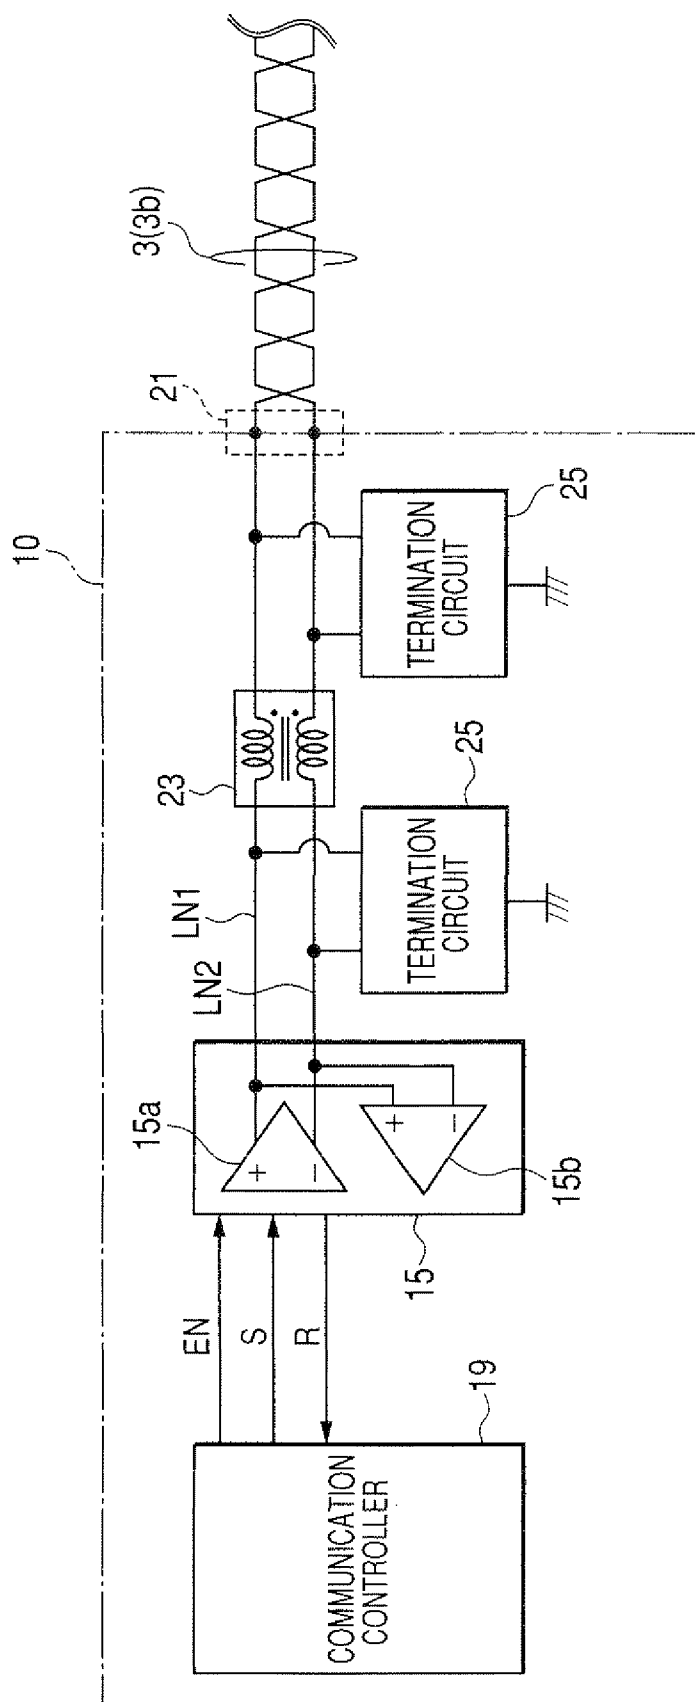 10
3(3b)
21
23
LN1
LN2
25
TERMINATION
CIRCUIT
25
TERMINATION
CIRCUIT
15a
+
−
+
−
15b
15
EN
S
R
19
COMMUNICATION
CONTROLLER